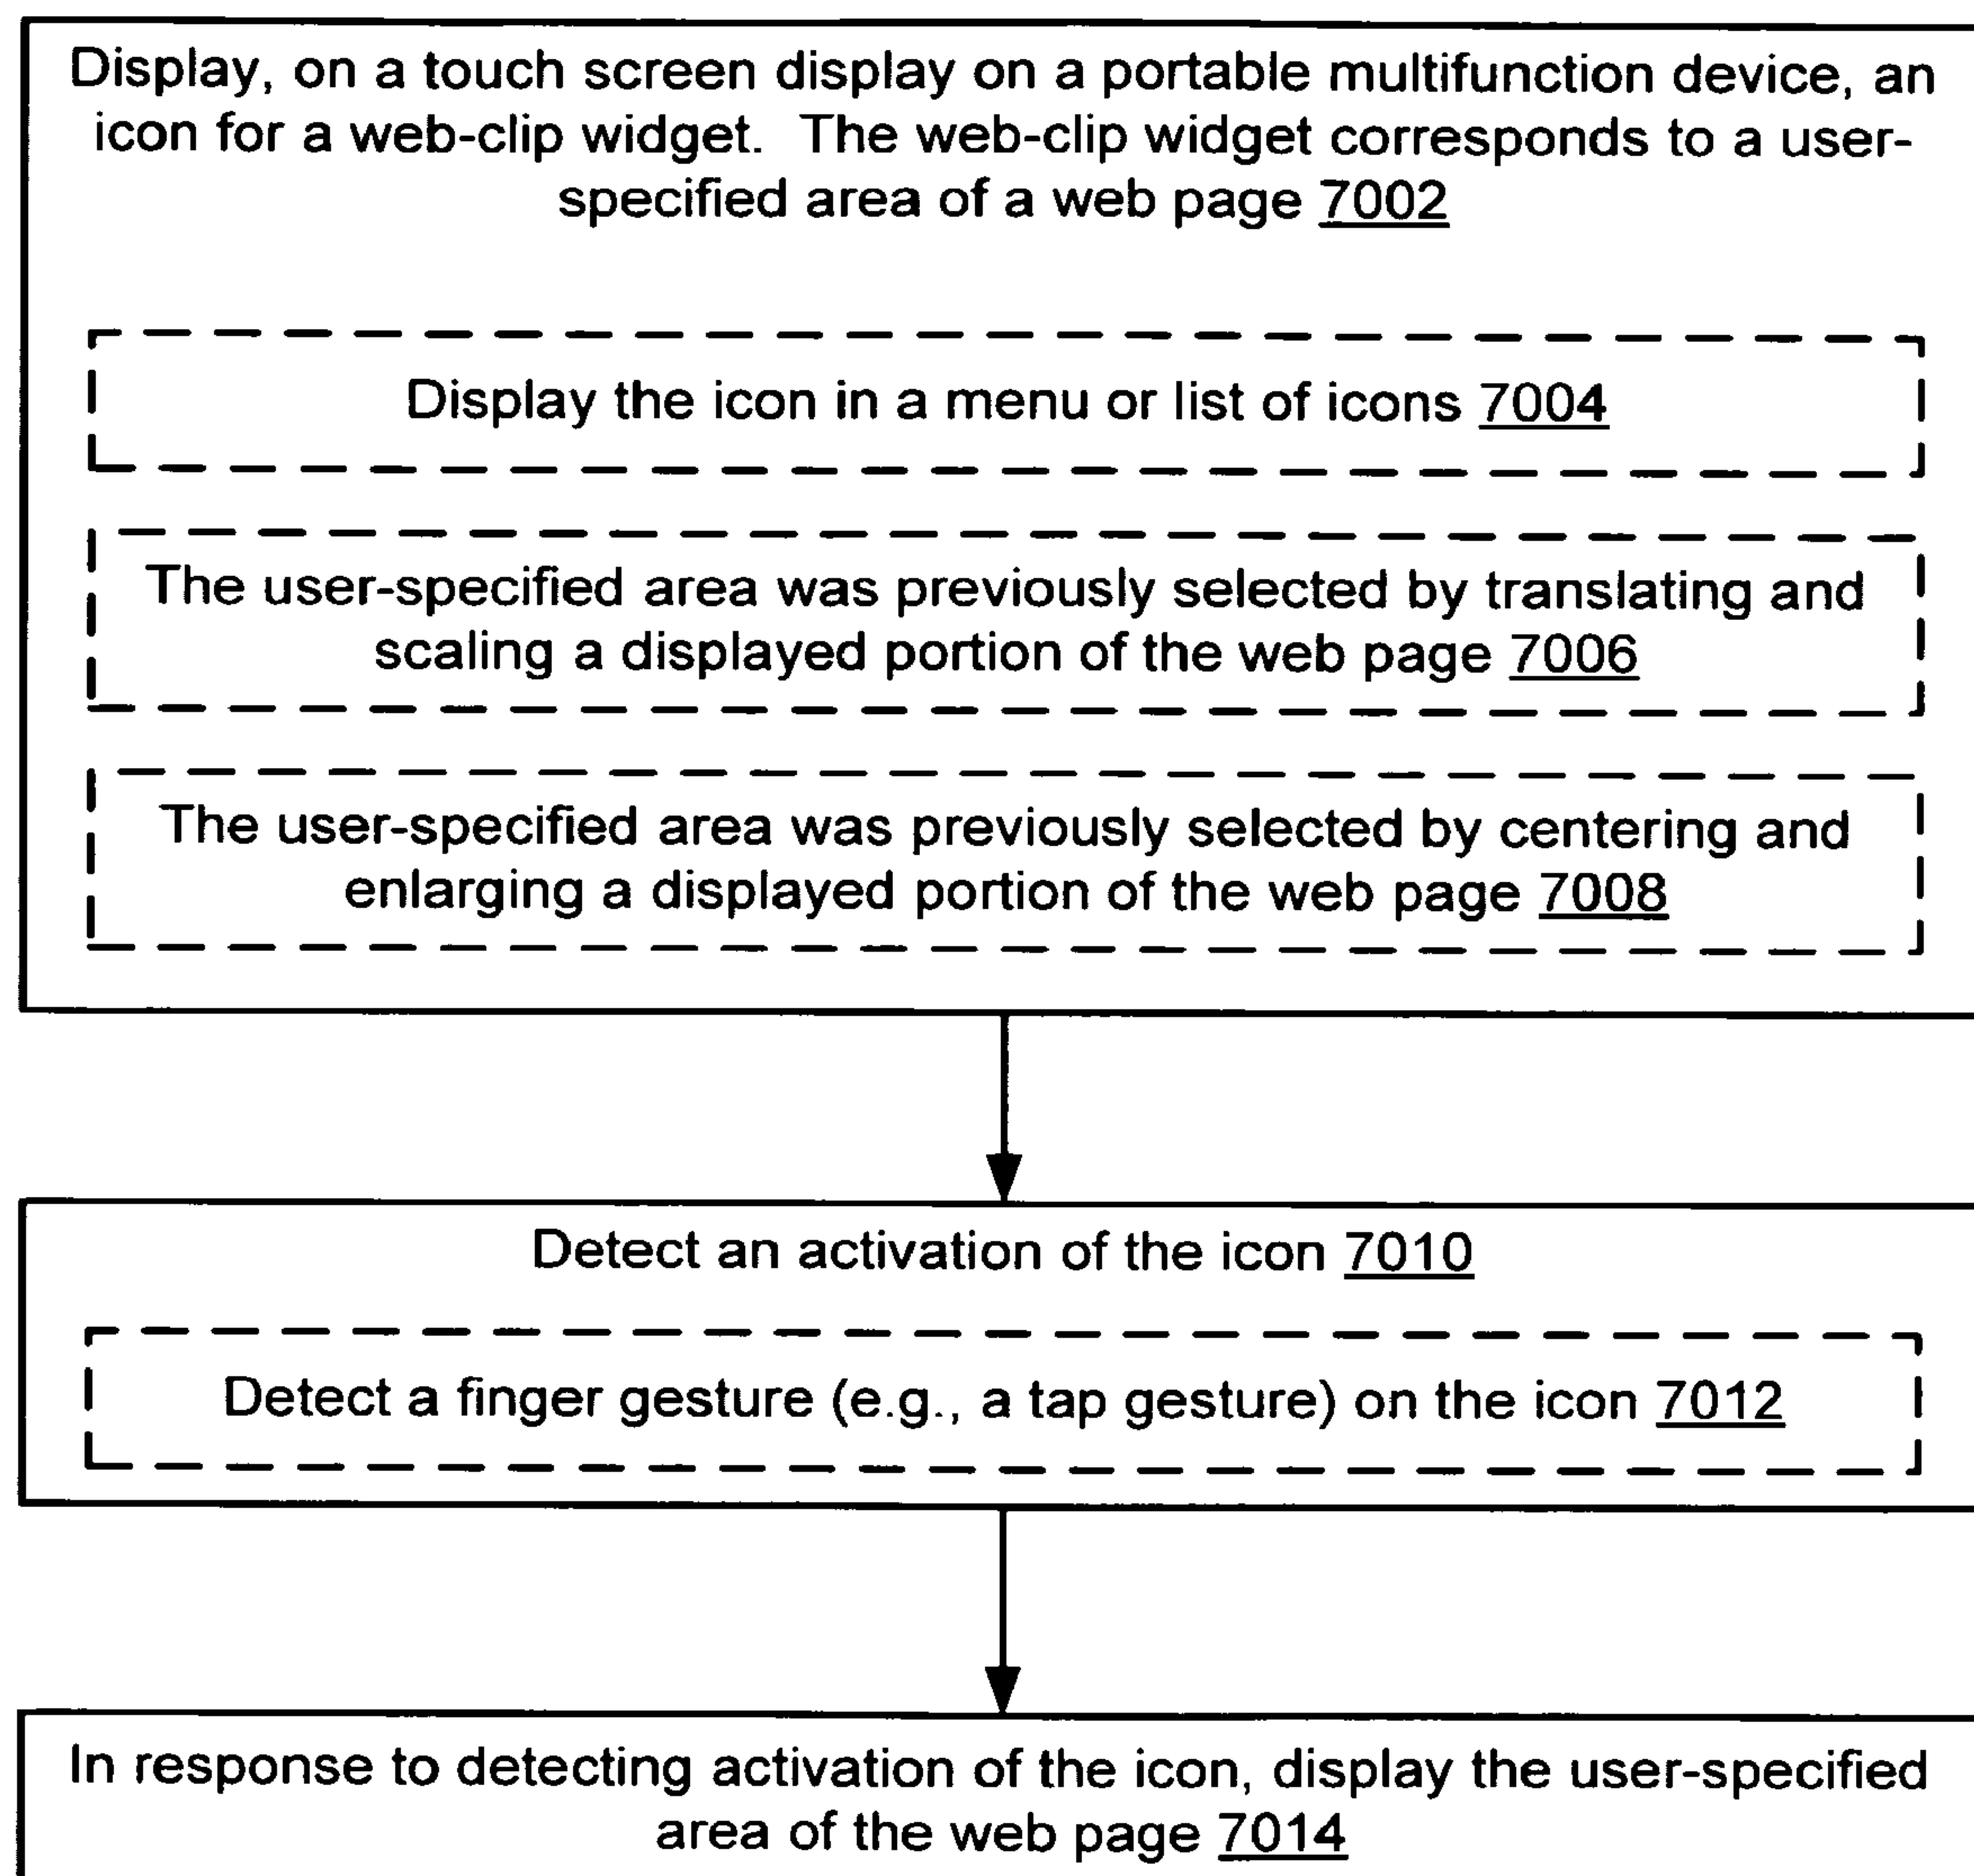 Display, on a touch screen display on a portable multifunction device, an
icon for a web-clip widget. The web-clip widget corresponds to a user-
specified area of a web page 7002
Display the icon in a menu or list of icons 7004
The user-specified area was previously selected by translating and
scaling a displayed portion of the web page 7006
The user-specified area was previously selected by centering and
enlarging a displayed portion of the web page 7008
Detect an activation of the icon 7010
Detect a finger gesture (e.g., a tap gesture) on the icon 7012
In response to detecting activation of the icon, display the user-specified
area of the web page 7014